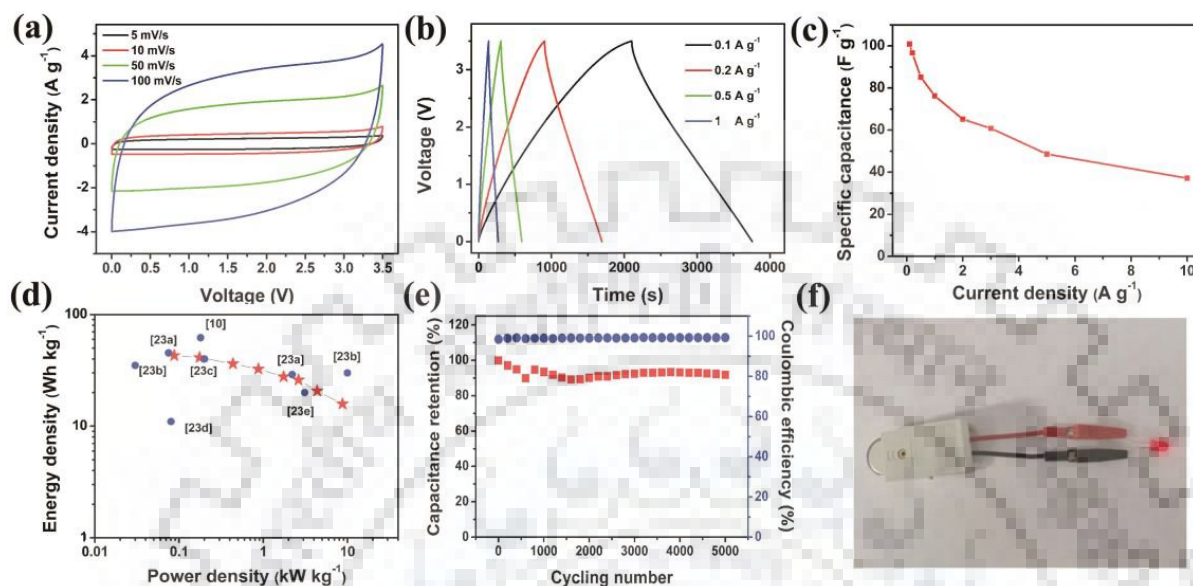 (a)
5 mV/s
10 mV/s
50 mV/s
100 mV/s
Current density (A g⁻¹)
4
2
0
-2
-4
0.0 0.5 1.0 1.5 2.0 2.5 3.0 3.5
Voltage (V)
(b)
0.1 A g⁻¹
0.2 A g⁻¹
0.5 A g⁻¹
1 A g⁻¹
Voltage (V)
3
2
1
0
0 1000 2000 3000 4000
Time (s)
(c)
Specific capacitance (F g⁻¹)
100
80
60
40
20
0
0 2 4 6 8 10
Current density (A g⁻¹)
(d)
Energy density (Wh kg⁻¹)
100
10
1
[10]
[23a]
[23a]
[23b]
[23b]
[23c]
[23e]
[23d]
0.01 0.1 1 10
Power density (kW kg⁻¹)
(e)
Capacitance retention (%)
120
100
80
60
40
20
0
100
80
60
40
20
0
Coulombic efficiency (%)
0 1000 2000 3000 4000 5000
Cycling number
(f)